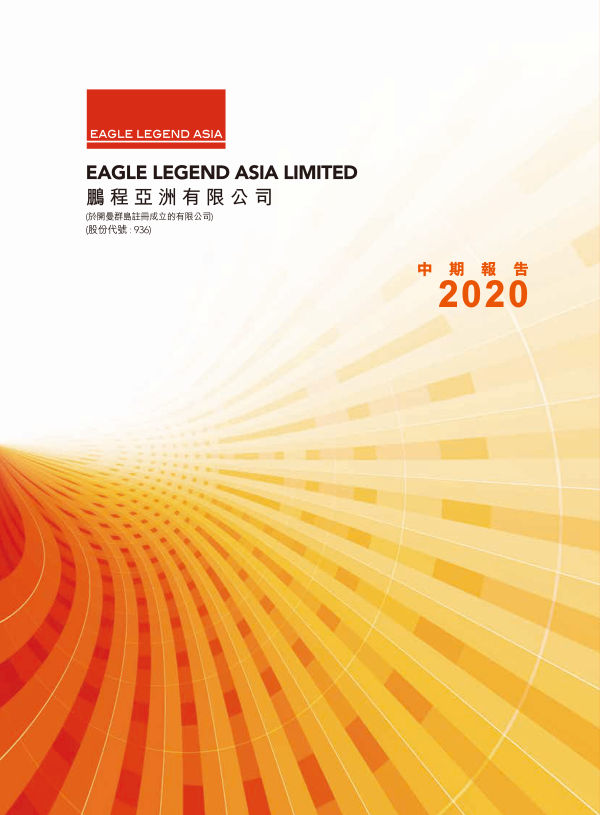 EAGLE LEGEND ASIA
EAGLE LEGEND ASIA LIMITED
鵬程亞洲有限公司
(於開曼群島註冊成立的有限公司)
(股份代號 : 936)
中期報告
2020